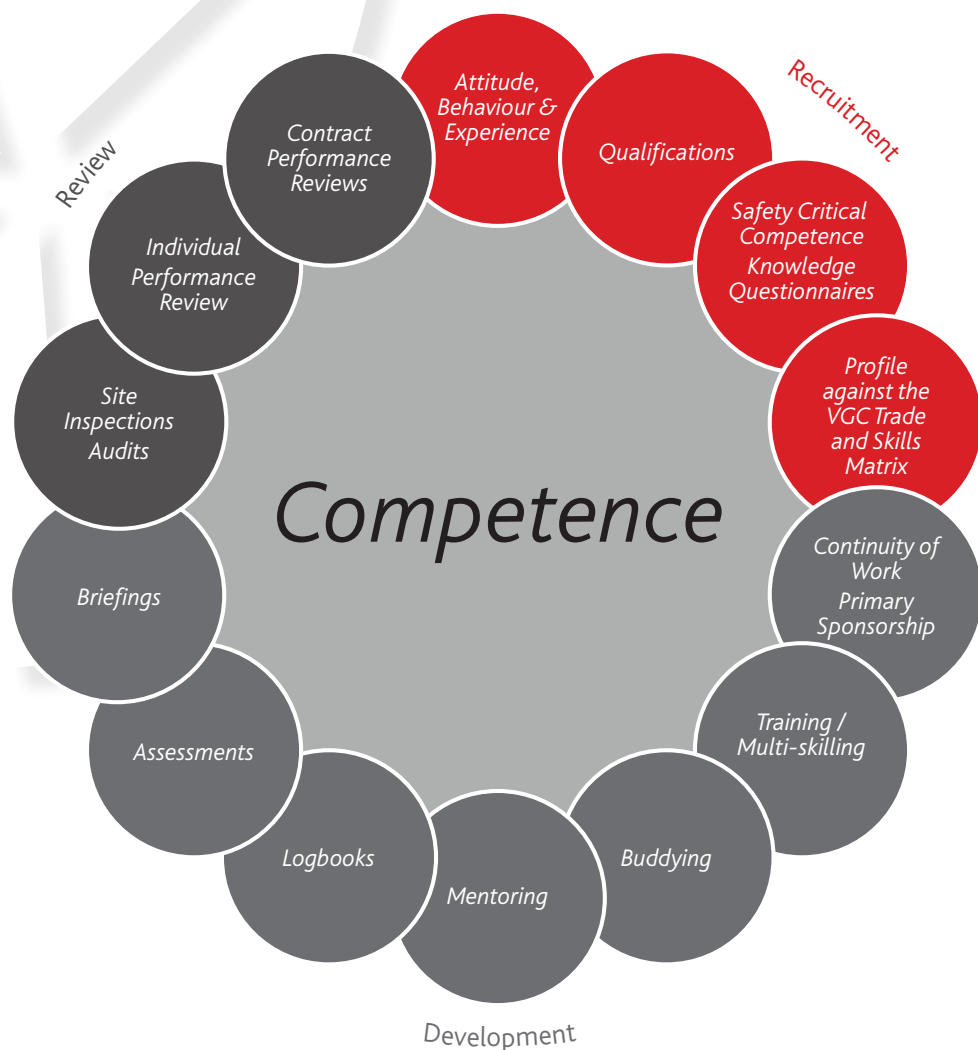 Attitude,
Behaviour &
Experience
Qualifications
Recruitment
Safety Critical
Competence
Knowledge
Questionnaires
Profile
against the
VGC Trade
and Skills
Matrix
Continuity of
Work
Primary
Sponsorship
Training /
Multi-skilling
Buddying
Mentoring
Development
Logbooks
Assessments
Briefings
Site
Inspections
Audits
Individual
Performance
Review
Review
Contract
Performance
Reviews
Competence